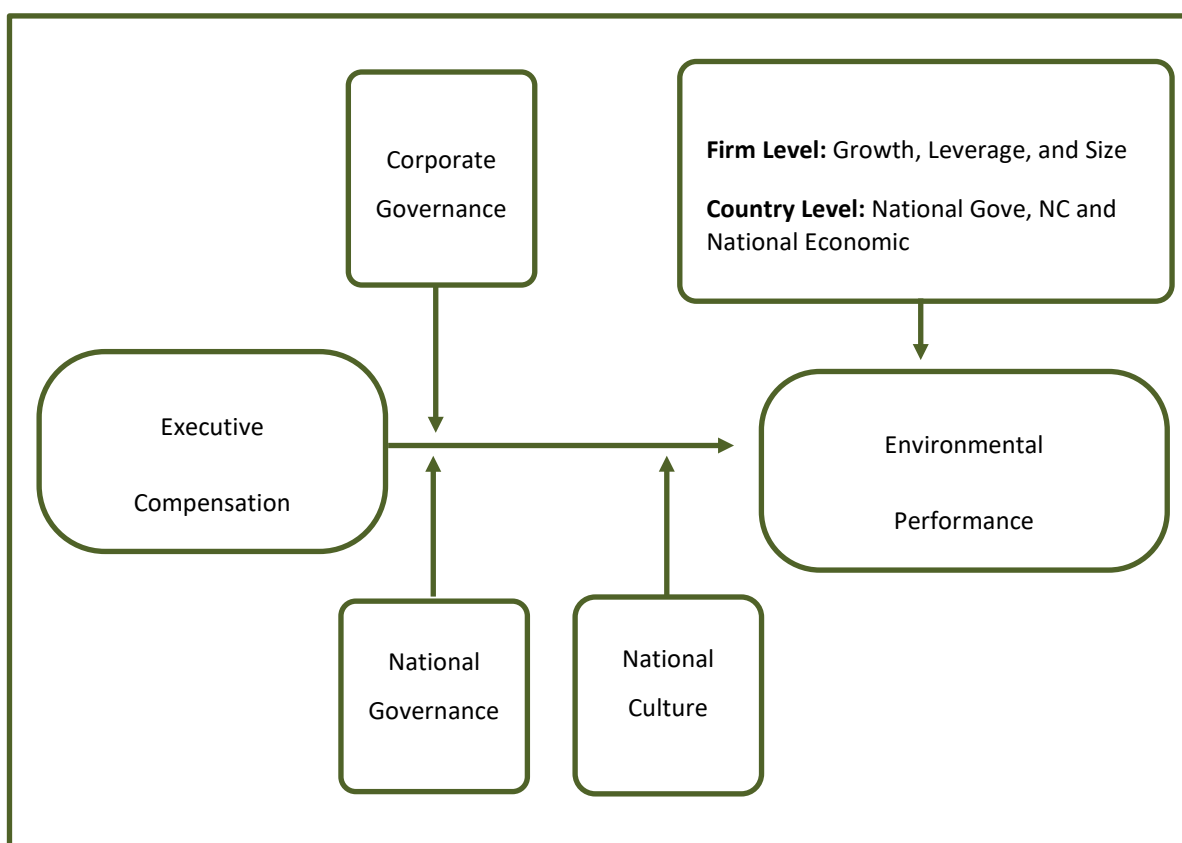 Corporate
Governance
Firm Level: Growth, Leverage, and Size
Country Level: National Gove, NC and
National Economic
Executive
Compensation
Environmental
Performance
National
Governance
National
Culture